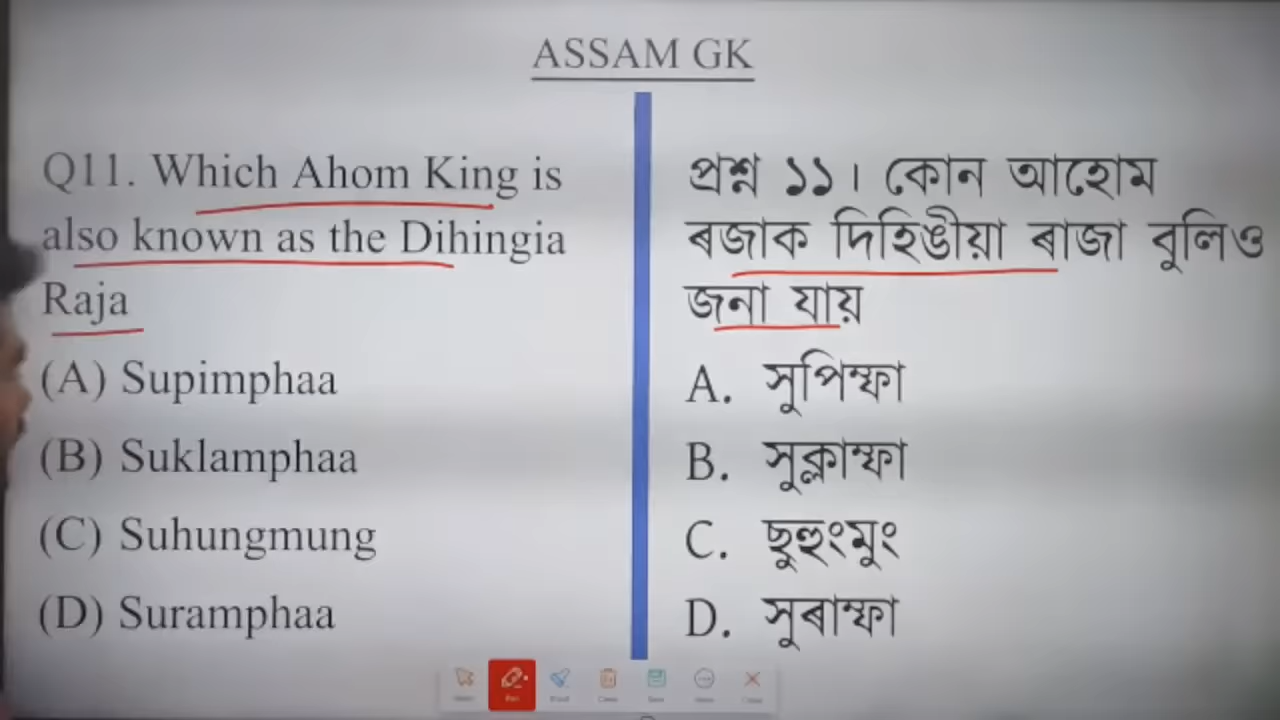 ASSAM GK
Q11. Which Ahom King is
also known as the Dihingia
Raja
(A) Supimphaa
(B) Suklamphaa
(C) Suhungmung
(D) Suramphaa
প্ৰশ্ন ১১। কোন আহোম
ৰজাক দিহিঙীয়া ৰাজা বুলিও
জনা যায়
A. সুপিম্ফা
B. সুক্লাম্ফা
C. ছুহুংমুং
D. সুৰাম্ফা